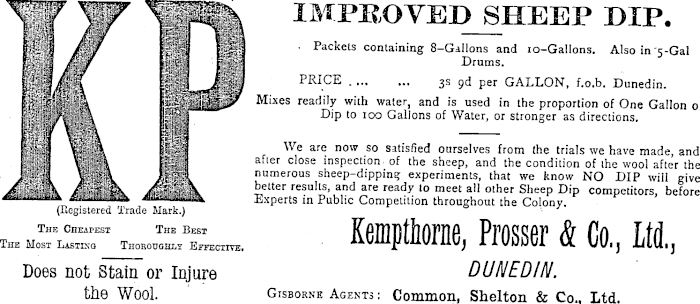 KP
(Registered Trade Mark.)
THE CHEAPEST THE BEST
THE MOST LASTING THOROUGHLY EFFECTIVE.
Does not Stain or Injure
the Wool.
IMPROVED SHEEP DIP.
Packets containing 8-Gallons and 10-Gallons. Also in 5-Gal
Drums.
PRICE .... ... 3s 9d per GALLON, f.o.b. Dunedin.
Mixes readily with water, and is used in the proportion of One Gallon o
Dip to 100 Gallons of Water, or stronger as directions.
We are now so satisfied ourselves from the trials we have made, and
after close inspection of the sheep, and the condition of the wool after the
numerous sheep-dipping experiments, that we know NO DIP will give
better results, and are ready to meet all other Sheep Dip competitors, before
Experts in Public Competition throughout the Colony.
Kempthorne, Prosser & Co., Ltd.,
DUNEDIN.
GISBORNE AGENTS: Common, Shelton & Co., Ltd.